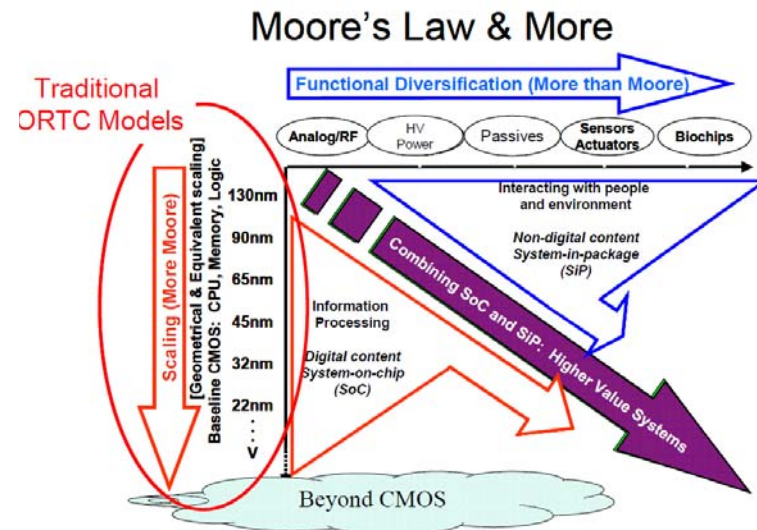 Moore's Law & More
Traditional
ORTC Models
Functional Diversification (More than Moore)
Analog/RF
HV
Power
Passives
Sensors
Actuators
Biochips
Scaling (More Moore)
[Geometrical & Equivalent scaling]
Baseline CMOS: CPU, Memory, Logic
130nm
90nm
65nm
45nm
32nm
22nm
.
.
.
V
Interacting with people
and environment
Non-digital content
System-in-package
(SiP)
Information
Processing
Digital content
System-on-chip
(SoC)
Combining SoC and SiP: Higher Value Systems
Beyond CMOS